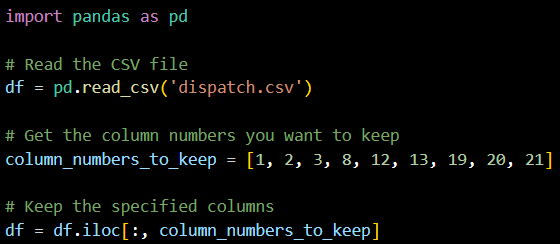 import pandas as pd
# Read the CSV file
df = pd.read_csv('dispatch.csv')
# Get the column numbers you want to keep
column_numbers_to_keep = [1, 2, 3, 8, 12, 13, 19, 20, 21]
# Keep the specified columns
df = df.iloc[:, column_numbers_to_keep]